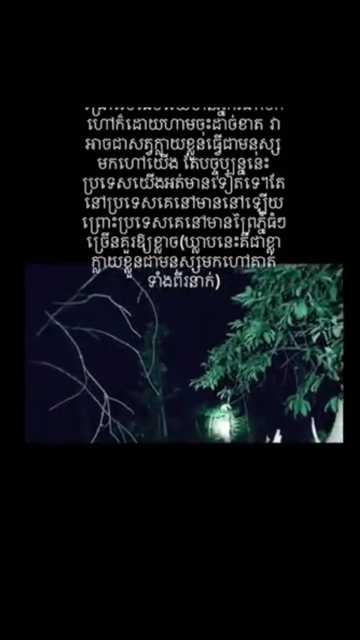 ហៅក៏ដោយហាមចុះដាច់ខាត វា
អាចជាសត្វក្លាយខ្លួនធ្វើជាមនុស្ស
មកហៅយើង តែបច្ចុប្បន្ននេះ
ប្រទេសយើងអត់មានទៀតទេ។តែ
នៅប្រទេសគេនៅមាននៅឡើយ
ព្រោះប្រទេសគេនៅមានព្រៃភ្នំធំៗ
ច្រើនគួរឱ្យខ្លាច(ឃ្លាបនេះគឺជាខ្លា
ក្លាយខ្លួនជាមនុស្សមកហៅគាត់
ទាំងពីរនាក់)